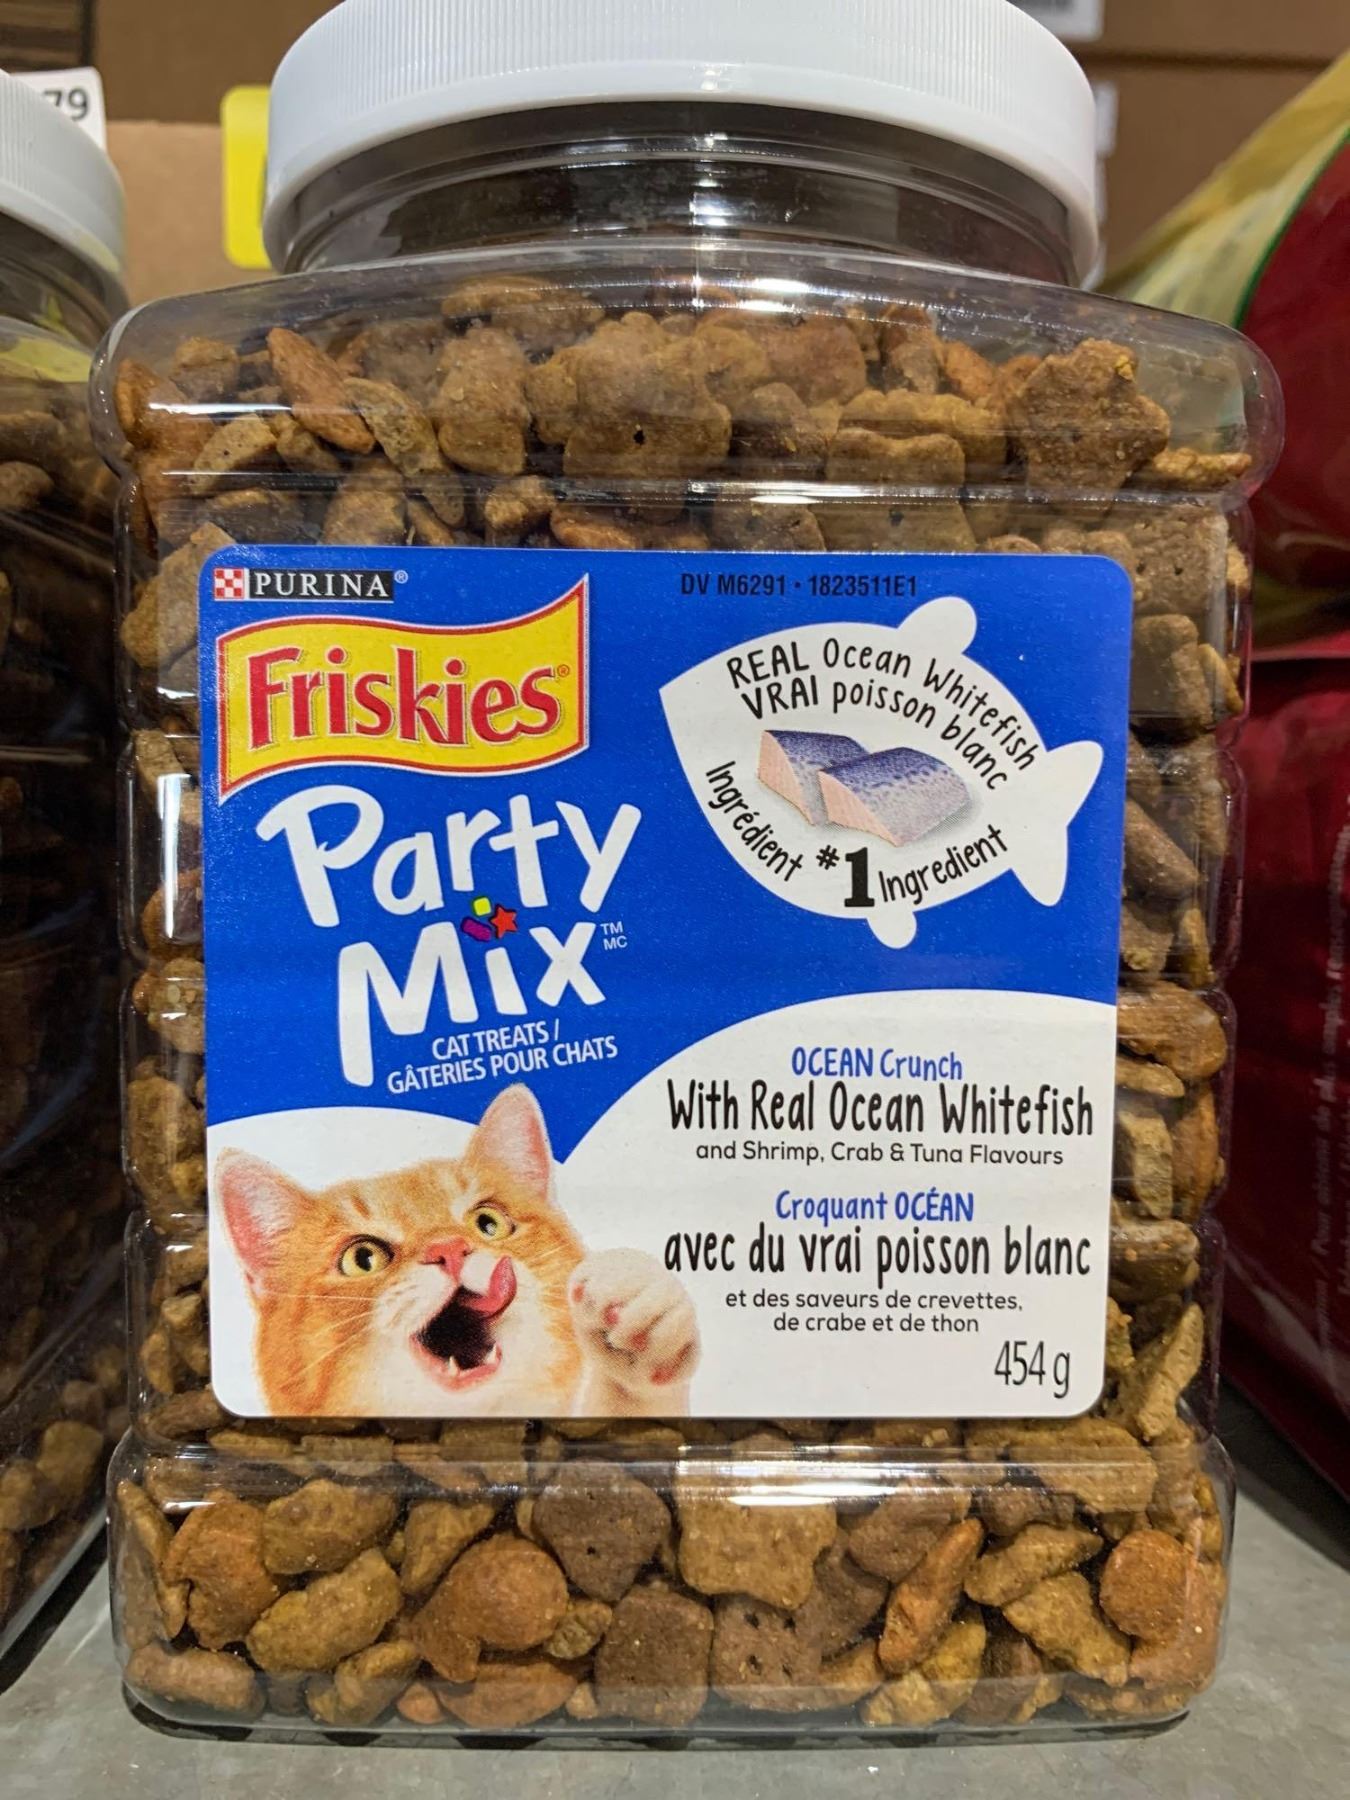 79
PURINA®
DV M6291 • 1823511E1
Friskies®
Party
Mix™
MC
CAT TREATS /
GÂTERIES POUR CHATS
REAL Ocean Whitefish
VRAI poisson blanc
Ingrédient #1 Ingredient
OCEAN Crunch
With Real Ocean Whitefish
and Shrimp, Crab & Tuna Flavours
Croquant OCÉAN
avec du vrai poisson blanc
et des saveurs de crevettes,
de crabe et de thon
454 g